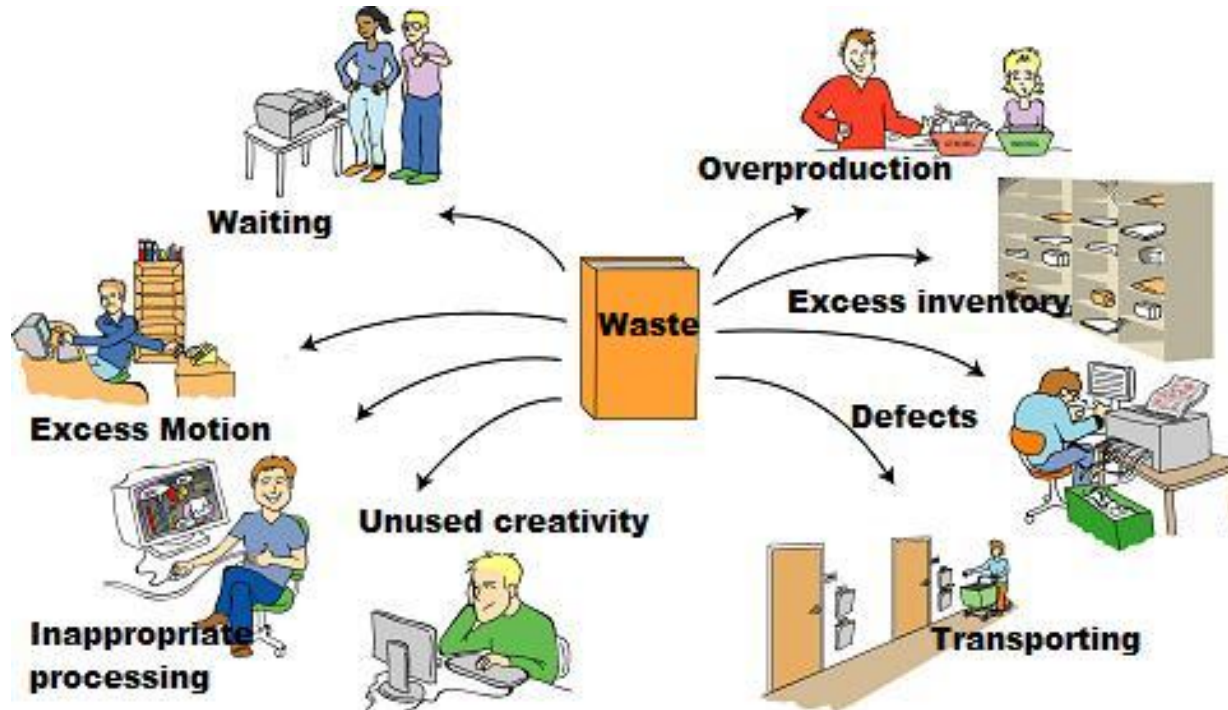 Waiting
Overproduction
Excess inventory
Waste
Excess Motion
Defects
Unused creativity
Inappropriate
processing
Transporting